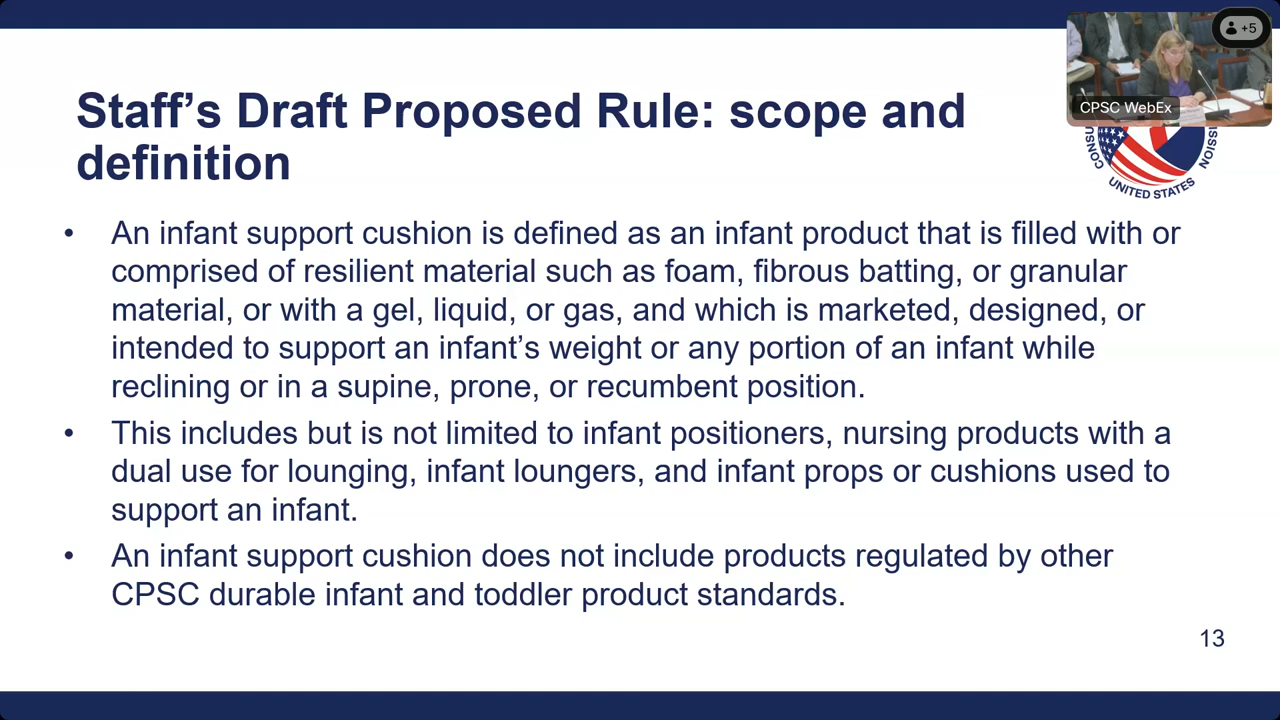 Staff’s Draft Proposed Rule: scope and
definition
+5
CPSC WebEx
CONSU
UNITED STATES
SSION
• An infant support cushion is defined as an infant product that is filled with or
comprised of resilient material such as foam, fibrous batting, or granular
material, or with a gel, liquid, or gas, and which is marketed, designed, or
intended to support an infant’s weight or any portion of an infant while
reclining or in a supine, prone, or recumbent position.
• This includes but is not limited to infant positioners, nursing products with a
dual use for lounging, infant loungers, and infant props or cushions used to
support an infant.
• An infant support cushion does not include products regulated by other
CPSC durable infant and toddler product standards.
13